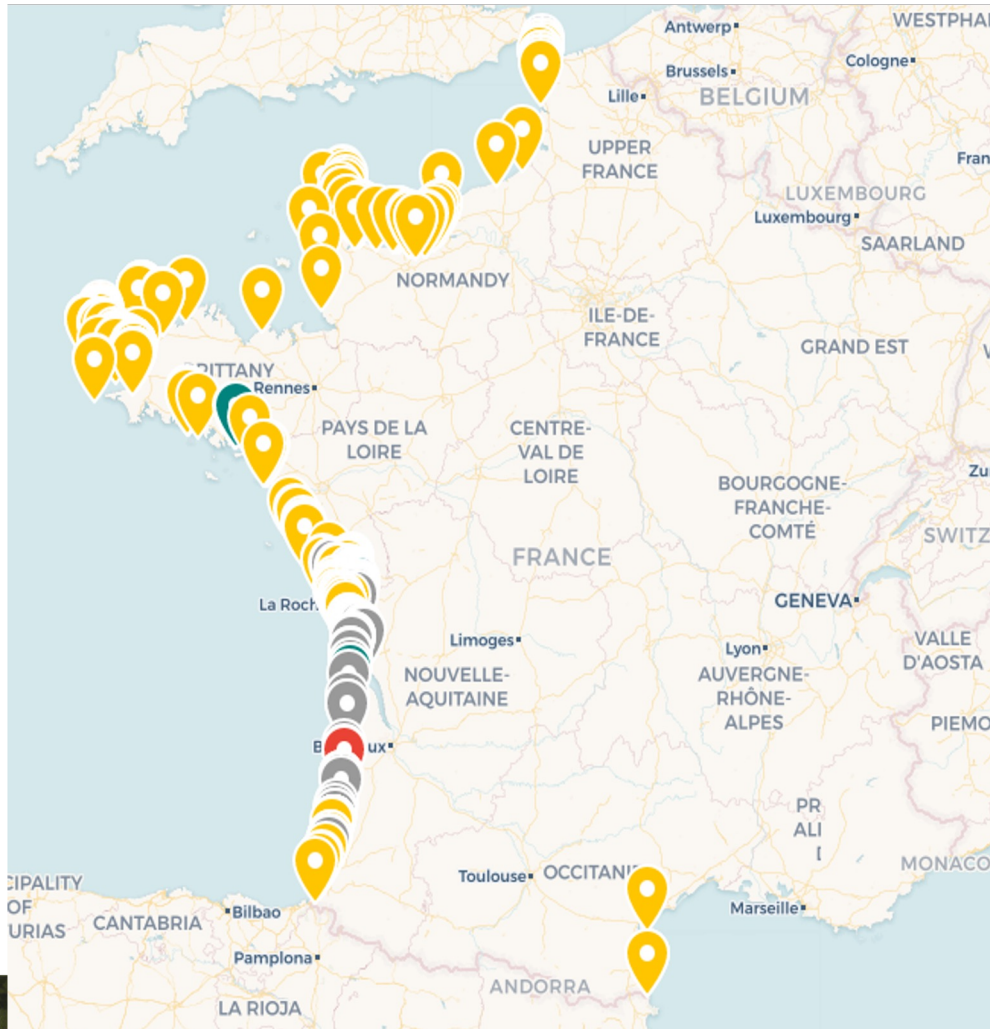 WESTPHA
Antwerp
Cologne
Brussels
Lille
BELGIUM
UPPER
FRANCE
Fran
LUXEMBOURG
Luxembourg
SAARLAND
NORMANDY
ILE-DE-
FRANCE
GRAND EST
RITTANY
Rennes
PAYS DE LA
LOIRE
CENTRE-
VAL DE
LOIRE
Zu
BOURGOGNE-
FRANCHE-
COMTÉ
SWITZ
FRANCE
GENEVA
La Roch
Limoges
Lyon
VALLE
D'AOSTA
NOUVELLE-
AQUITAINE
AUVERGNE-
RHÔNE-
ALPES
PIEMO
B ux
PR
ALI
MONACO
Toulouse
OCCITANI
CIPALITY
OF
URIAS
CANTABRIA
Bilbao
Marseille
Pamplona
ANDORRA
LA RIOJA